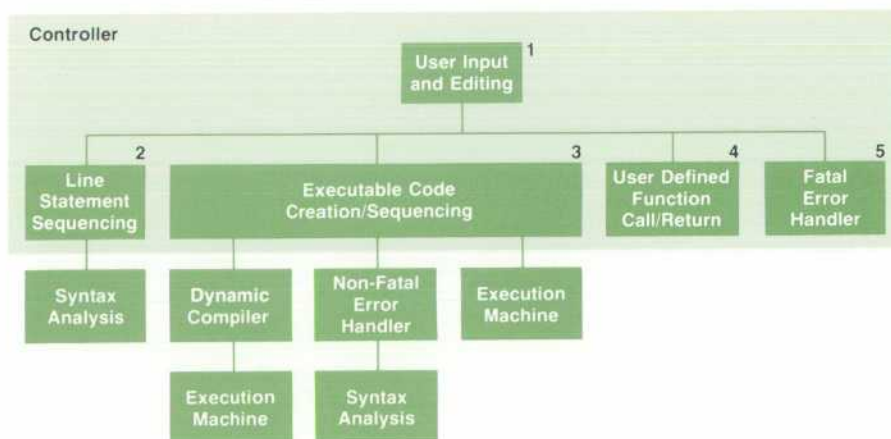 Controller
User Input
and Editing
1
2
Line
Statement
Sequencing
3
Executable Code
Creation/Sequencing
4
User Defined
Function
Call/Return
5
Fatal
Error
Handler
Syntax
Analysis
Dynamic
Compiler
Non-Fatal
Error
Handler
Execution
Machine
Execution
Machine
Syntax
Analysis